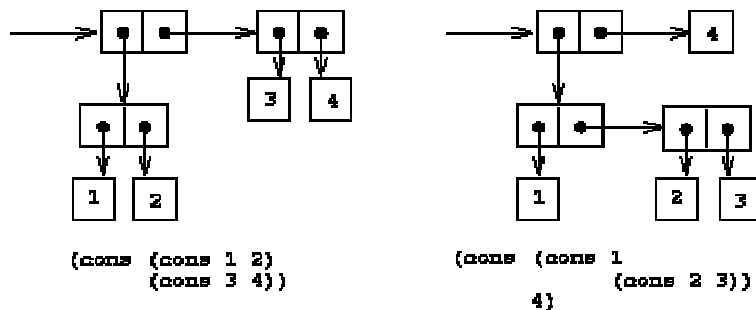 4
3 4
1 2
1 2 3
(cons (cons 1 2)
(cons 3 4))
(cons (cons 1
(cons 2 3))
4)